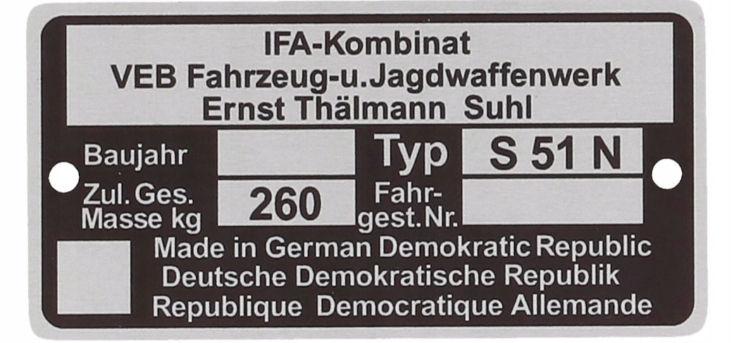 IFA-Kombinat
VEB Fahrzeug-u.Jagdwaffenwerk
Ernst Thälmann Suhl
Baujahr
Typ S 51 N
Zul. Ges.
Masse kg 260
Fahr-
gest.Nr.
Made in German Demokratic Republic
Deutsche Demokratische Republik
Republique Democratique Allemande